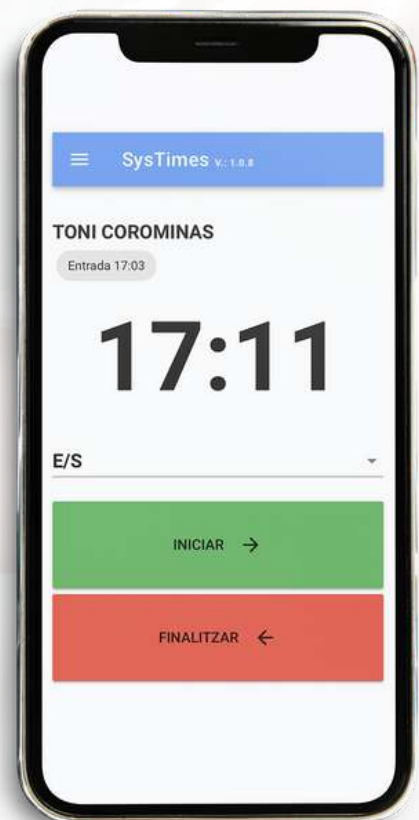 SysTimes V.: 1.0.8
TONI COROMINAS
Entrada 17:03
17:11
E/S
INICIAR →
FINALITZAR ←